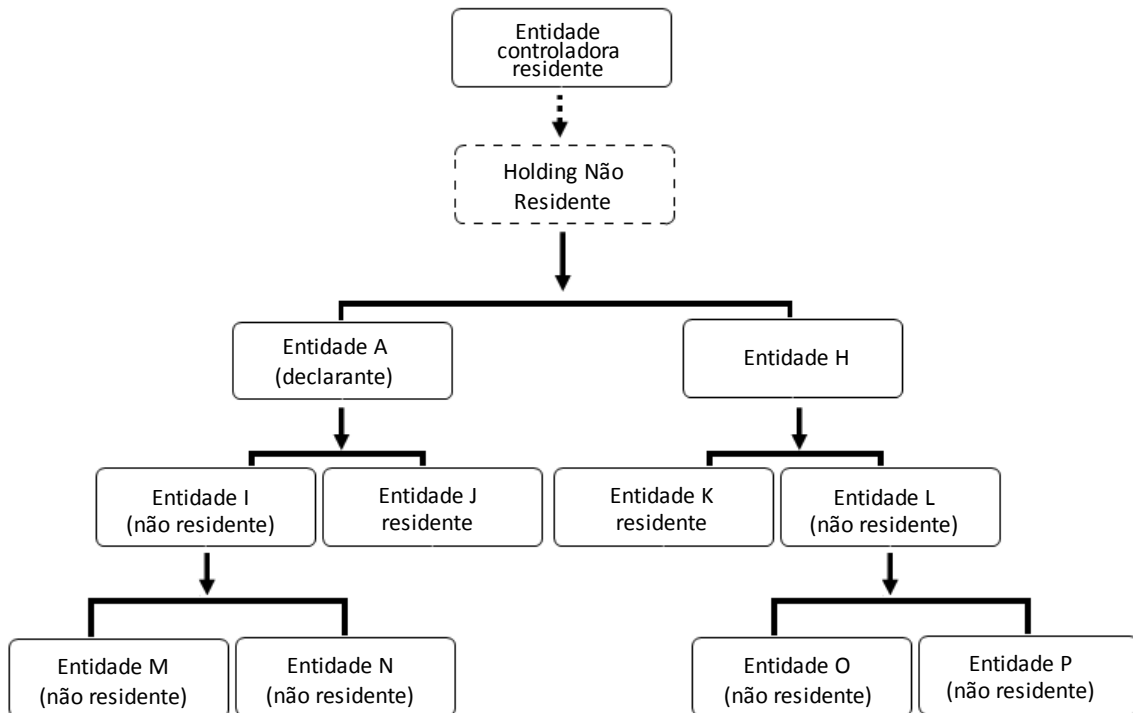 Entidade
controladora
residente
Holding Não
Residente
Entidade A
(declarante)
Entidade H
Entidade I
(não residente)
Entidade J
residente
Entidade K
residente
Entidade L
(não residente)
Entidade M
(não residente)
Entidade N
(não residente)
Entidade O
(não residente)
Entidade P
(não residente)